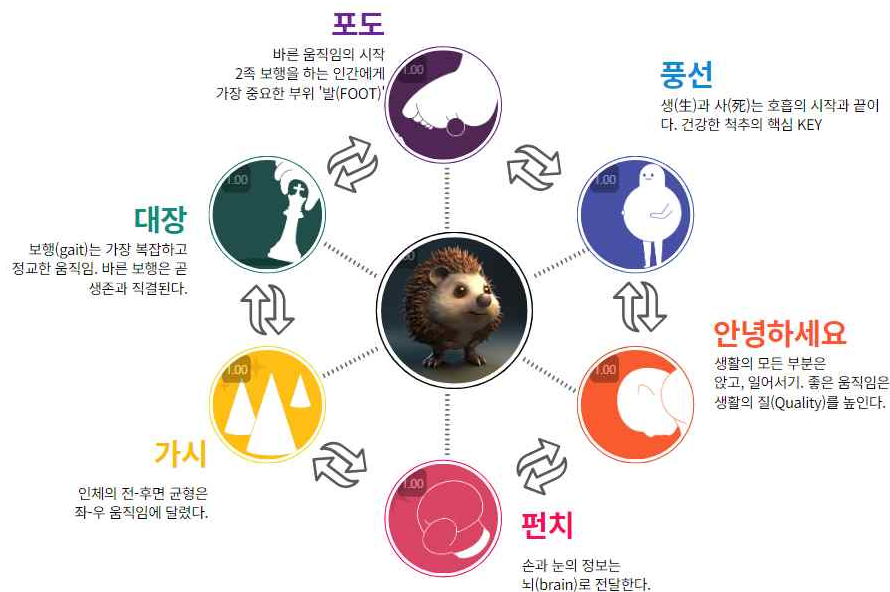 포도
바른 움직임의 시작
2족 보행을 하는 인간에게
가장 중요한 부위 '발(FOOT)'
1.00
풍선
생(生)과 사(死)는 호흡의 시작과 끝이
다. 건강한 척추의 핵심 KEY
1.00
대장
보행(gait)는 가장 복잡하고
정교한 움직임. 바른 보행은 곧
생존과 직결된다.
1.00
00
안녕하세요
생활의 모든 부분은
앉고, 일어서기. 좋은 움직임은
생활의 질(Quality)를 높인다.
1.00
가시
인체의 전-후면 균형은
좌-우 움직임에 달렸다.
1.00
펀치
손과 눈의 정보는
뇌(brain)로 전달한다.
1.00